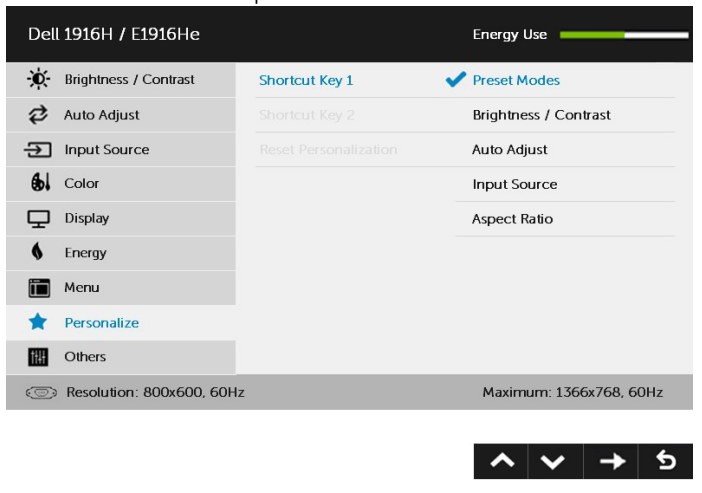 Dell 1916H / E1916He
Energy Use
Brightness / Contrast
Auto Adjust
Input Source
Color
Display
Energy
Menu
Personalize
Others
Shortcut Key 1
Shortcut Key 2
Reset Personalization
Preset Modes
Brightness / Contrast
Auto Adjust
Input Source
Aspect Ratio
Resolution: 800x600, 60Hz
Maximum: 1366x768, 60Hz